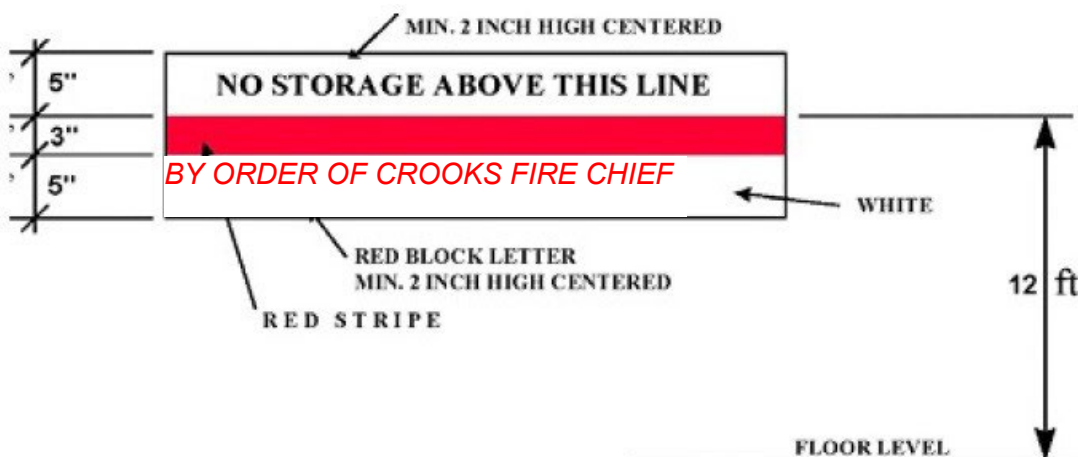 MIN. 2 INCH HIGH CENTERED
5"
NO STORAGE ABOVE THIS LINE
3"
BY ORDER OF CROOKS FIRE CHIEF
5"
WHITE
RED BLOCK LETTER
MIN. 2 INCH HIGH CENTERED
12 ft
RED STRIPE
FLOOR LEVEL